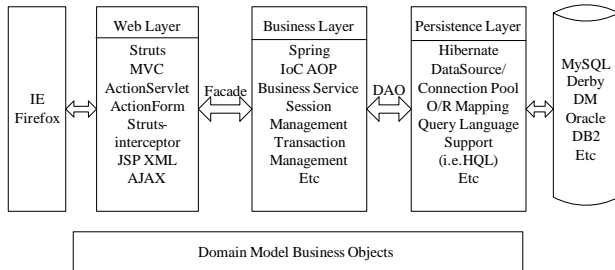 IE
Firefox
Web Layer
Struts
MVC
ActionServlet
ActionForm
Struts-
interceptor
JSP XML
AJAX
Facade
Business Layer
Spring
IoC AOP
Business Service
Session
Management
Transaction
Management
Etc
DAO
Persistence Layer
Hibernate
DataSource/
Connection Pool
O/R Mapping
Query Language
Support
(i.e.HQL)
Etc
MySQL
Derby
DM
Oracle
DB2
Etc
Domain Model Business Objects